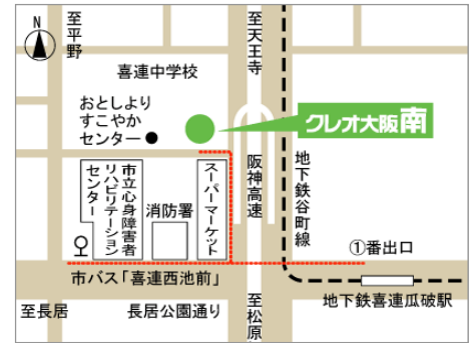 N
至平野
至天王寺
喜連中学校
おとしより
すこやか
センター
クレオ大阪南
市立心身障害者
リハビリテーション
センター
消防署
スーパーマーケット
阪神高速
地下鉄谷町線
①番出口
市バス「喜連西池前」
地下鉄喜連瓜破駅
至長居
長居公園通り
至松原